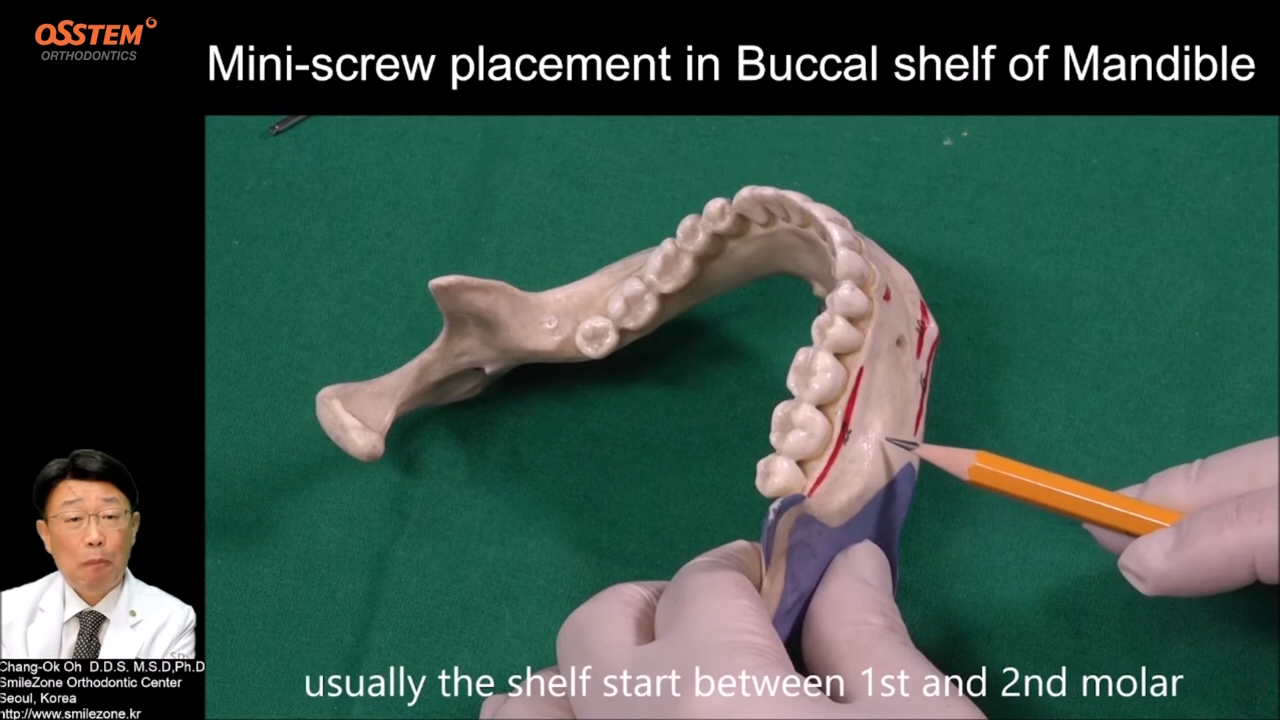 OSSTEM
ORTHODONTICS
Mini-screw placement in Buccal shelf of Mandible
Chang-Ok Oh D.D.S. M.S.D,Ph.D
SmileZone Orthodontic Center
Seoul, Korea
http://www.smilezone.kr
usually the shelf start between 1st and 2nd molar